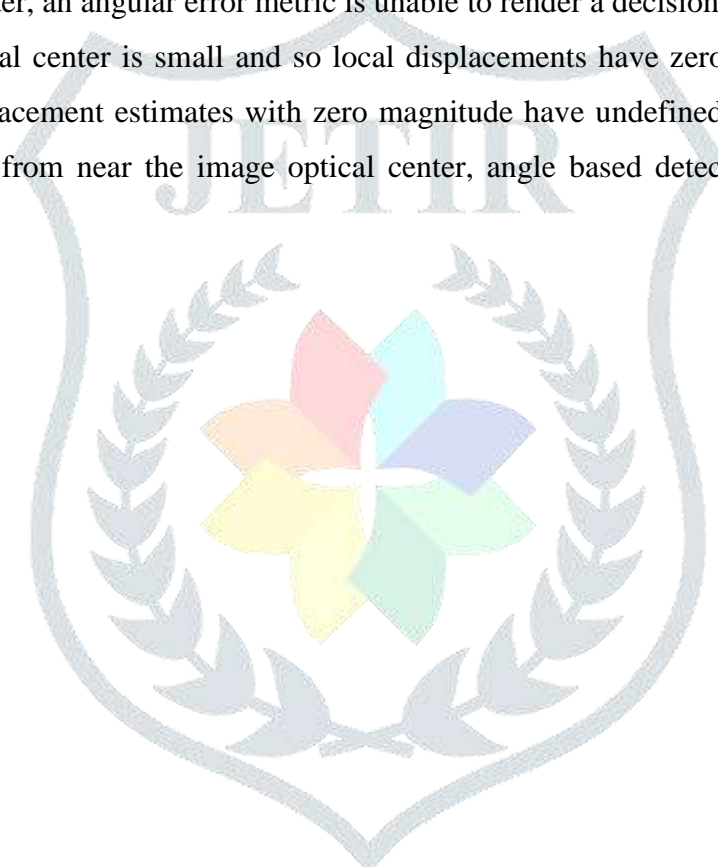 er, an angular error metric is unable to render a decision
al center is small and so local displacements have zero
lacement estimates with zero magnitude have undefined
from near the image optical center, angle based detec
JETIR